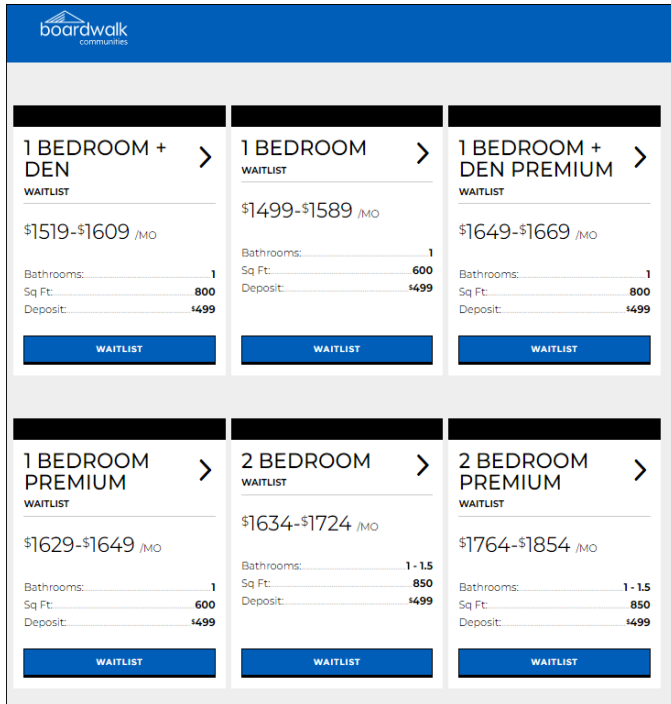 boardwalk
communities
1 BEDROOM +
DEN
WAITLIST
$1519-$1609 /MO
Bathrooms: 1
Sq Ft: 800
Deposit: $499
WAITLIST
1 BEDROOM
WAITLIST
$1499-$1589 /MO
Bathrooms: 1
Sq Ft: 600
Deposit: $499
WAITLIST
1 BEDROOM +
DEN PREMIUM
WAITLIST
$1649-$1669 /MO
Bathrooms: 1
Sq Ft: 800
Deposit: $499
WAITLIST
1 BEDROOM
PREMIUM
WAITLIST
$1629-$1649 /MO
Bathrooms: 1
Sq Ft: 600
Deposit: $499
WAITLIST
2 BEDROOM
WAITLIST
$1634-$1724 /MO
Bathrooms: 1 - 1.5
Sq Ft: 850
Deposit: $499
WAITLIST
2 BEDROOM
PREMIUM
WAITLIST
$1764-$1854 /MO
Bathrooms: 1 - 1.5
Sq Ft: 850
Deposit: $499
WAITLIST